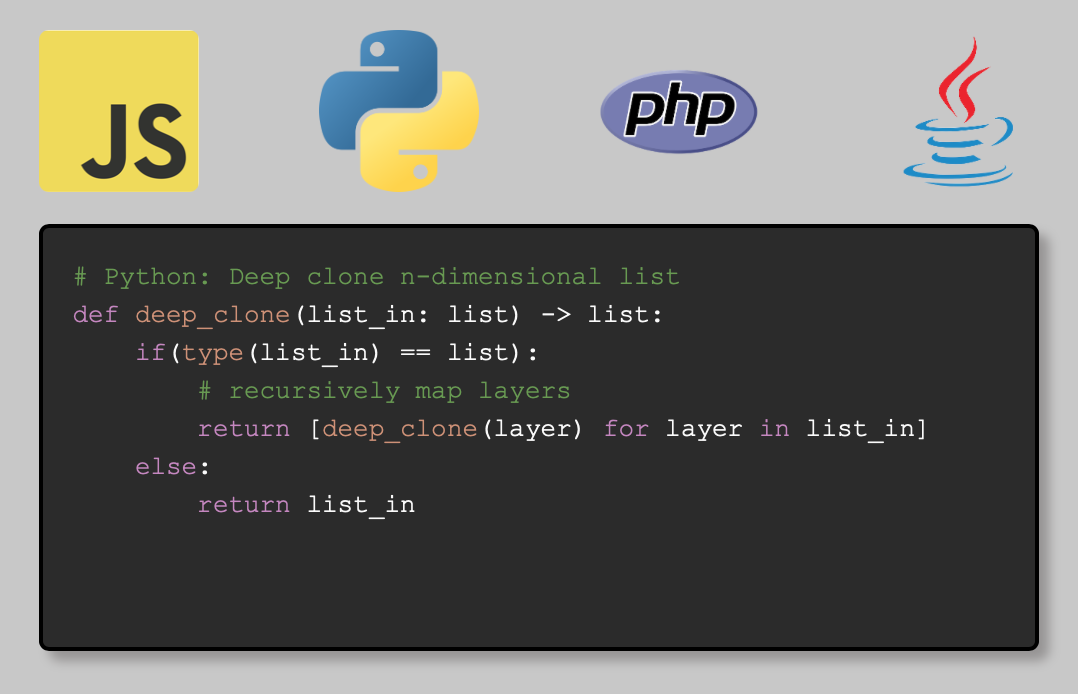 JS
php
# Python: Deep clone n-dimensional list
def deep_clone(list_in: list) -> list:
    if(type(list_in) == list):
        # recursively map layers
        return [deep_clone(layer) for layer in list_in]
    else:
        return list_in